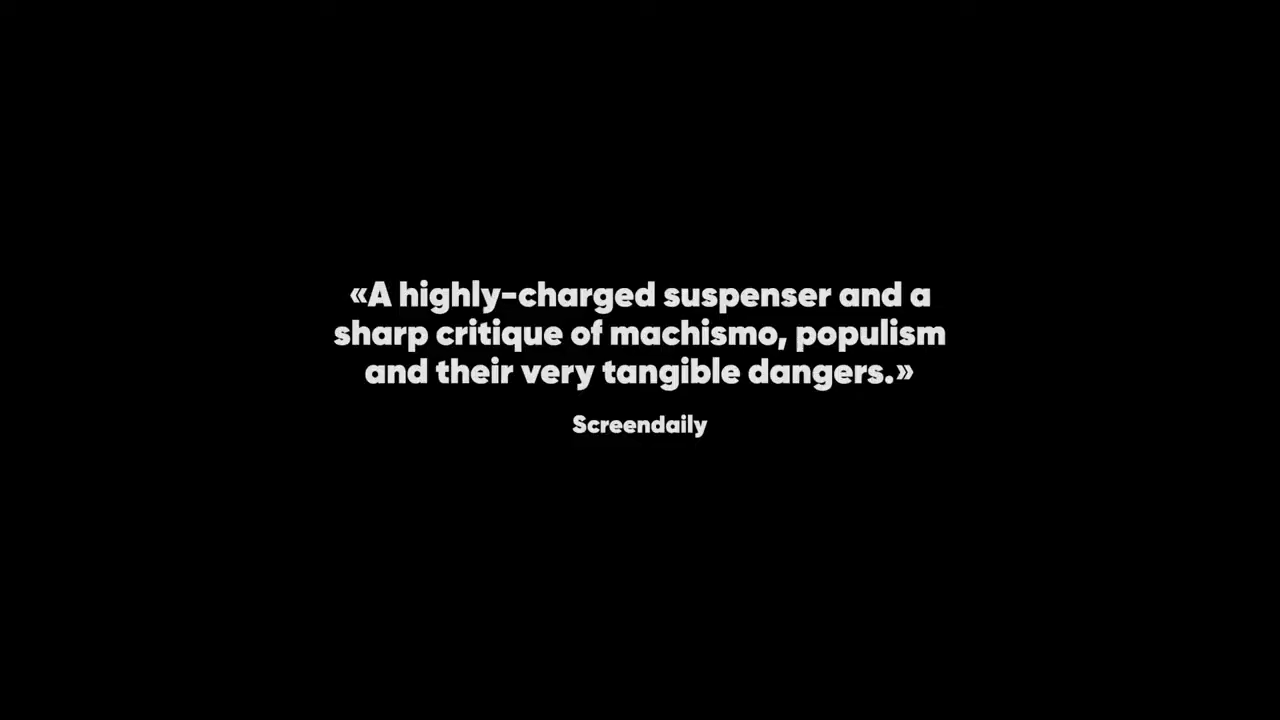 «A highly-charged suspenser and a
sharp critique of machismo, populism
and their very tangible dangers.»
Screendaily